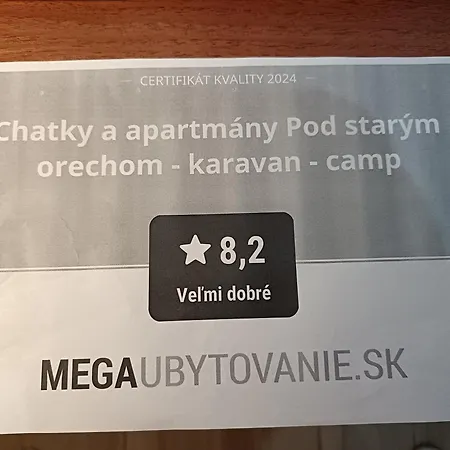 CERTIFIKÁT KVALITY 2024
Chatky a apartmány Pod starým
orechom - karavan - camp
★ 8,2
Veľmi dobré
MEGAUBYTOVANIE.SK